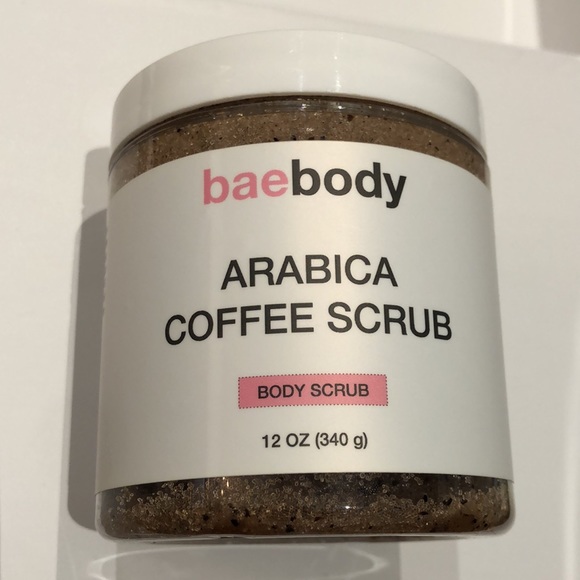 baebody
ARABICA
COFFEE SCRUB
BODY SCRUB
12 OZ (340 g)